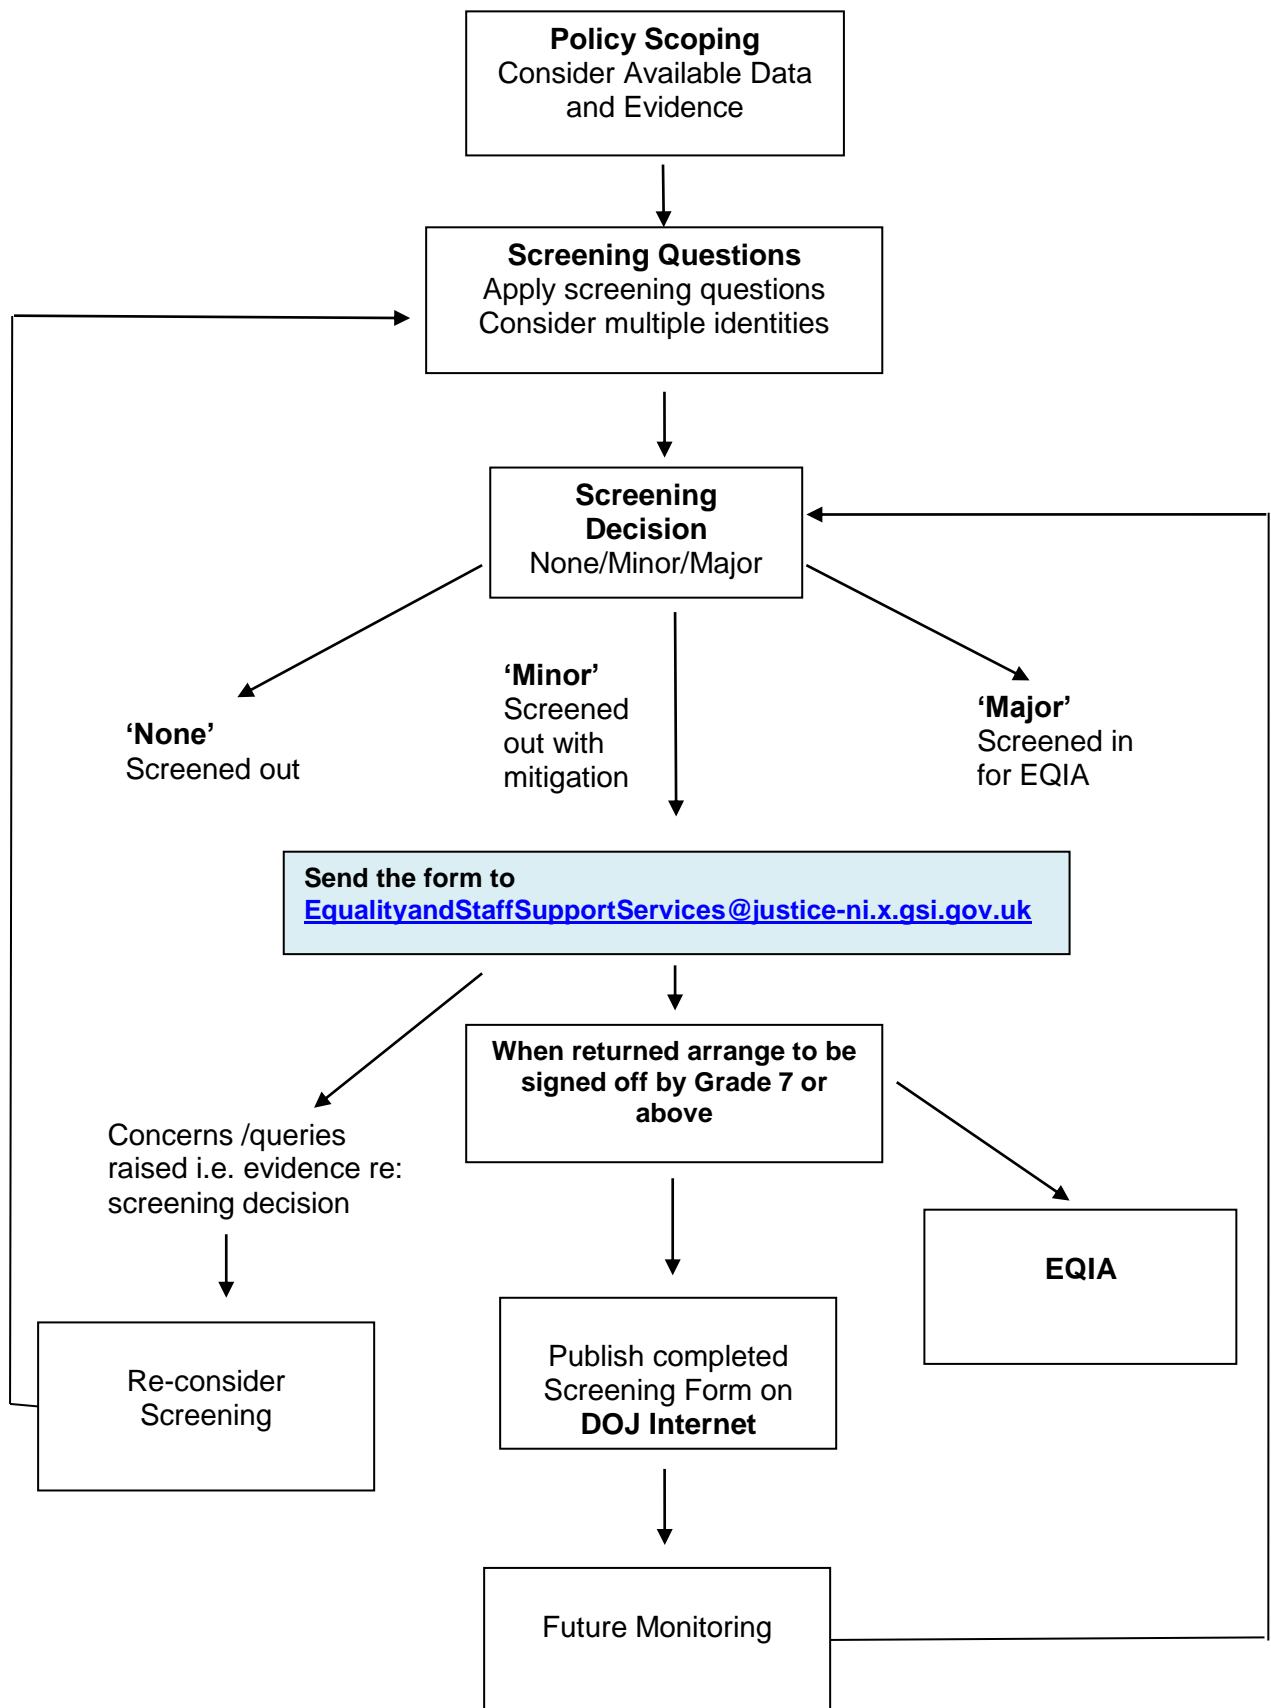 Policy Scoping
Consider Available Data
and Evidence
Screening Questions
Apply screening questions
Consider multiple identities
Screening
Decision
None/Minor/Major
‘None’
Screened out
‘Minor’
Screened
out with
mitigation
‘Major’
Screened in
for EQIA
Send the form to
EqualityandStaffSupportServices@justice-ni.x.gsi.gov.uk
When returned arrange to be
signed off by Grade 7 or
above
Concerns /queries
raised i.e. evidence re:
screening decision
EQIA
Re-consider
Screening
Publish completed
Screening Form on
DOJ Internet
Future Monitoring